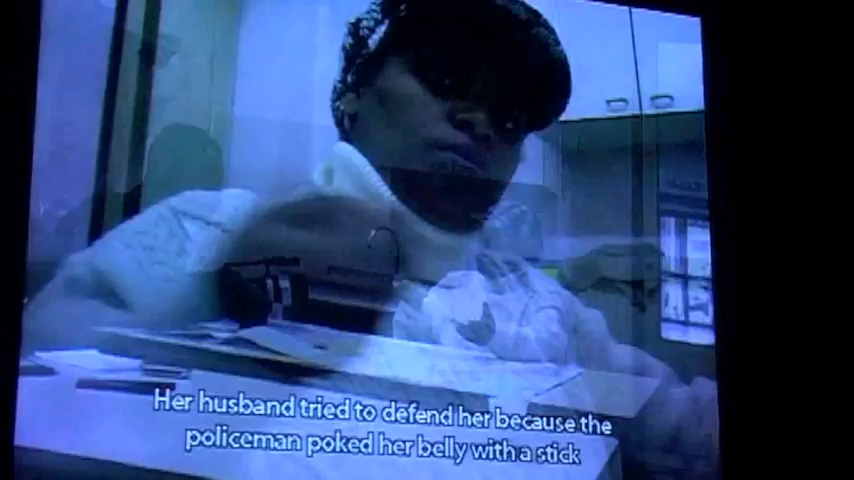 Her husband tried to defend her because the
policeman poked her belly with a stick